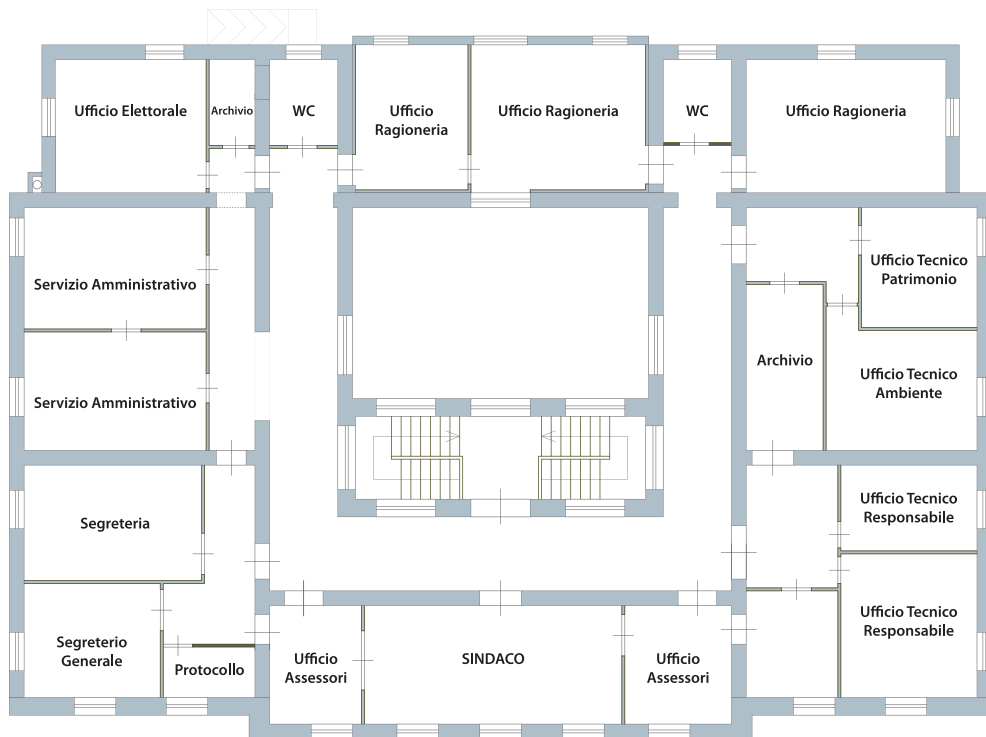 Ufficio Elettorale
Archivio
WC
Ufficio
Ragioneria
Ufficio Ragioneria
WC
Ufficio Ragioneria
Servizio Amministrativo
Ufficio Tecnico
Patrimonio
Archivio
Ufficio Tecnico
Ambiente
Servizio Amministrativo
Segreteria
Ufficio Tecnico
Responsabile
Segreterio
Generale
Protocollo
Ufficio
Assessori
SINDACO
Ufficio
Assessori
Ufficio Tecnico
Responsabile